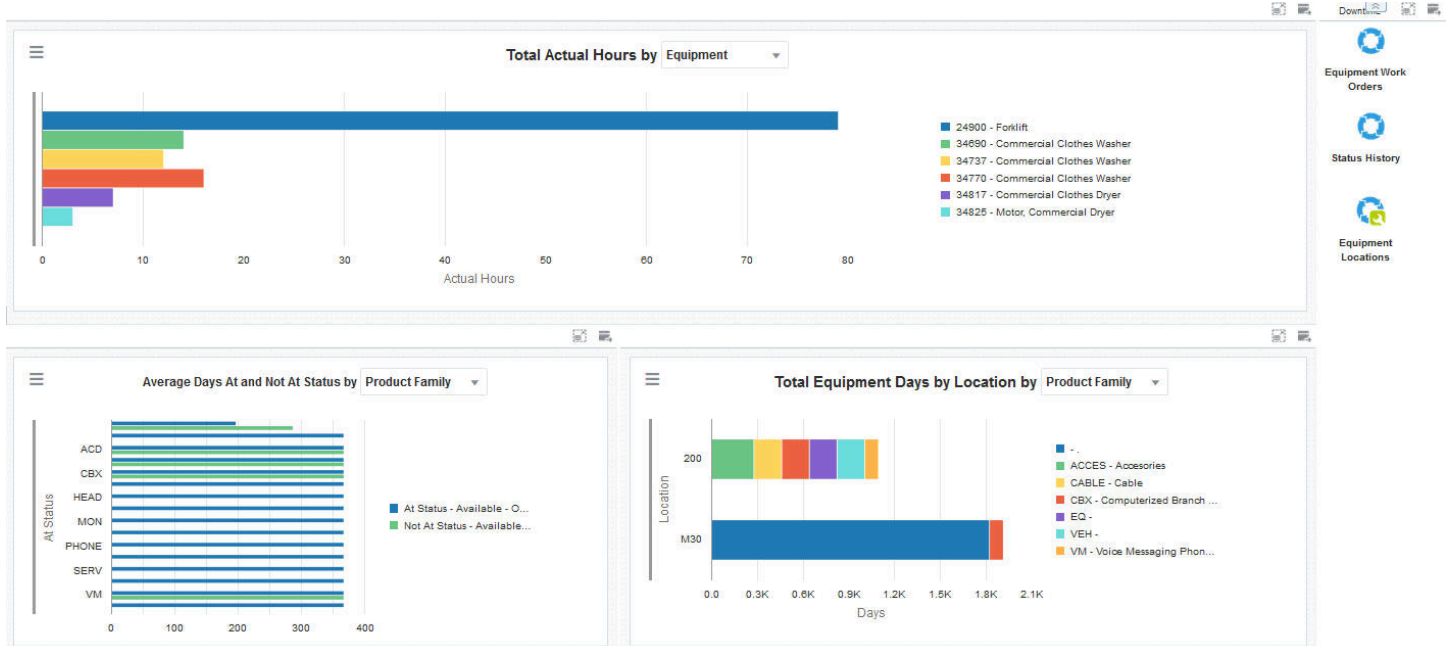 Total Actual Hours by Equipment
24900 - Forklift
34690 - Commercial Clothes Washer
34737 - Commercial Clothes Washer
34770 - Commercial Clothes Washer
34817 - Commercial Clothes Dryer
34825 - Motor, Commercial Dryer
0 10 20 30 40 50 60 70 80
Actual Hours
Equipment Work
Orders
Status History
Equipment
Locations
Average Days At and Not At Status by Product Family
At Status
ACD
CBX
HEAD
MON
PHONE
SERV
VM
0 100 200 300 400
At Status - Available - O...
Not At Status - Available...
Total Equipment Days by Location by Product Family
Location
200
M30
0.0 0.3K 0.6K 0.9K 1.2K 1.5K 1.8K 2.1K
Days
- .
ACCES - Accesories
CABLE - Cable
CBX - Computerized Branch ...
EQ -
VEH -
VM - Voice Messaging Phon...